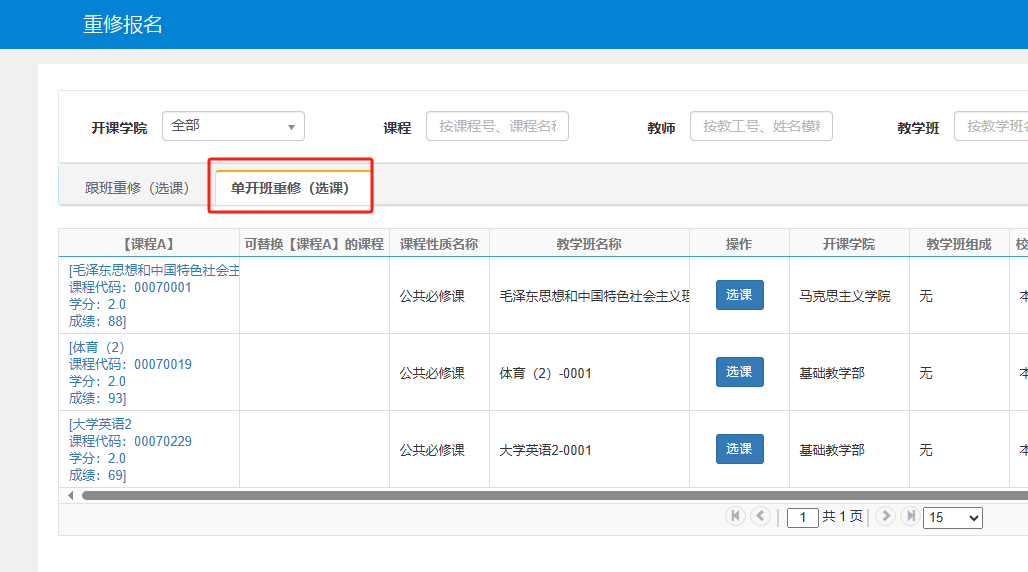 重修报名
开课学院 全部 课程 按课程号、课程名称 教师 按教工号、姓名模糊 教学班 按教学班名
跟班重修（选课） 单开班重修（选课）
【课程A】 可替换【课程A】的课程 课程性质名称 教学班名称 操作 开课学院 教学班组成 校
[毛泽东思想和中国特色社会主
课程代码：00070001
学分：2.0
成绩：88]
公共必修课 毛泽东思想和中国特色社会主义理 选课 马克思主义学院 无 本
[体育（2）
课程代码：00070019
学分：2.0
成绩：93]
公共必修课 体育（2）-0001 选课 基础教学部 无 本
[大学英语2
课程代码：00070229
学分：2.0
成绩：69]
公共必修课 大学英语2-0001 选课 基础教学部 无 本
1 共 1 页 15